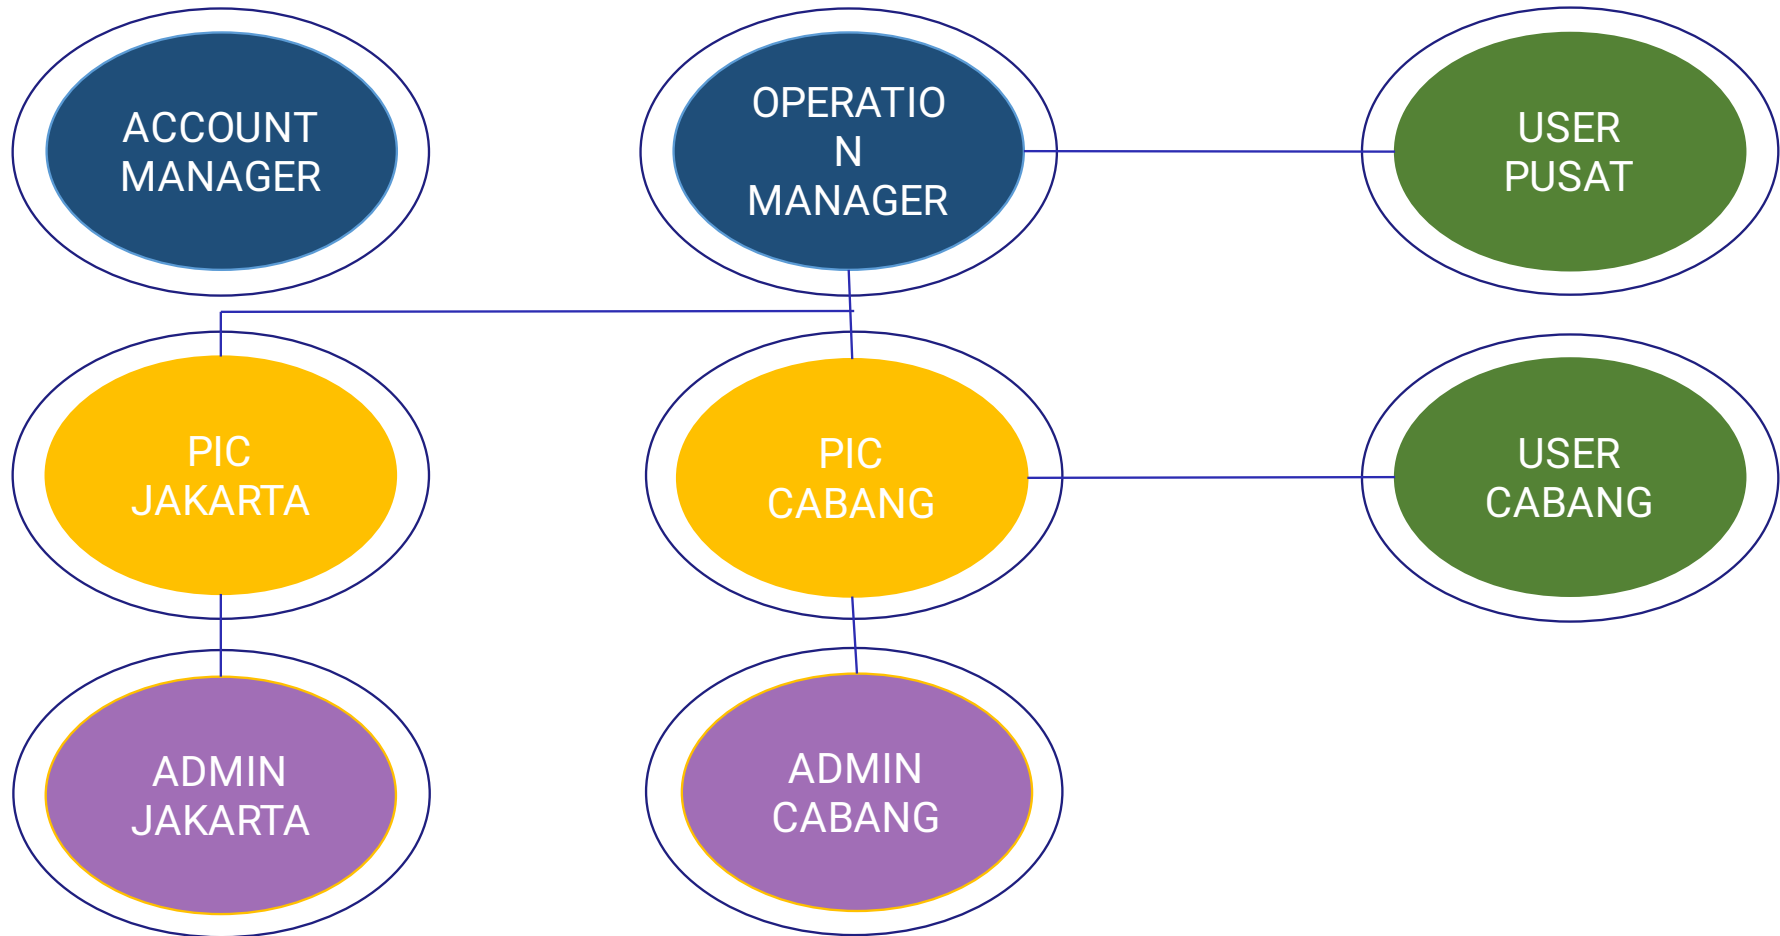 ACCOUNT
MANAGER
OPERATIO
N
MANAGER
USER
PUSAT
PIC
JAKARTA
PIC
CABANG
USER
CABANG
ADMIN
JAKARTA
ADMIN
CABANG